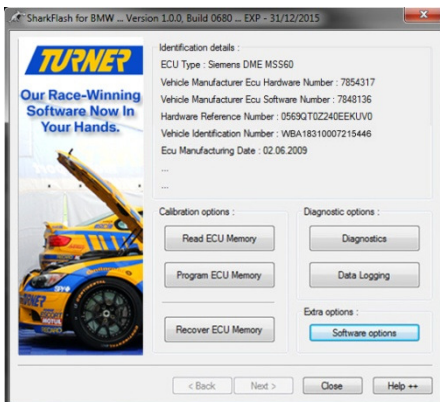 SharkFlash for BMW ... Version 1.0.0, Build 0680 ... EXP - 31/12/2015
TURNER
Our Race-Winning
Software Now In
Your Hands.
TURNER
RECARO
Identification details :
ECU Type : Siemens DME MSS60
Vehicle Manufacturer Ecu Hardware Number : 7854317
Vehicle Manufacturer Ecu Software Number : 7848136
Hardware Reference Number : 0569QT0Z240EEKUV0
Vehicle Identification Number : WBA18310007215446
Ecu Manufacturing Date : 02.06.2009
...
...
Calibration options :
Read ECU Memory
Program ECU Memory
Recover ECU Memory
Diagnostic options :
Diagnostics
Data Logging
Extra options :
Software options
< Back
Next >
Close
Help ++